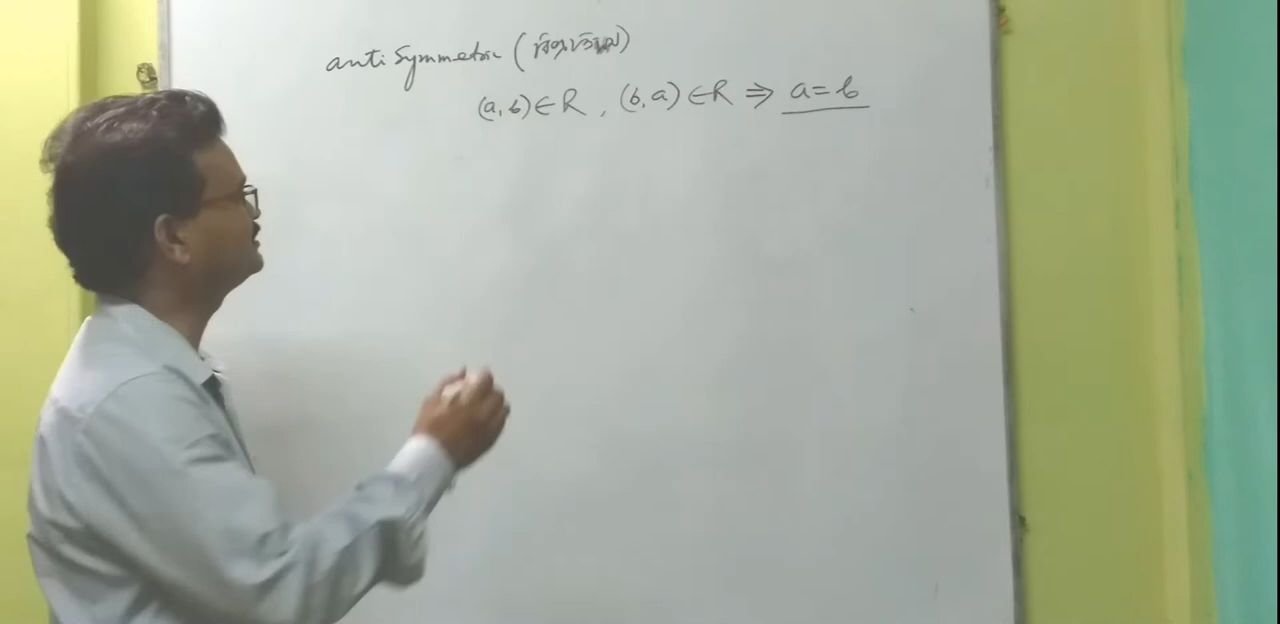 anti Symmetric (
(a, b) ∈ R , (b, a) ∈ R ⇒ a = b